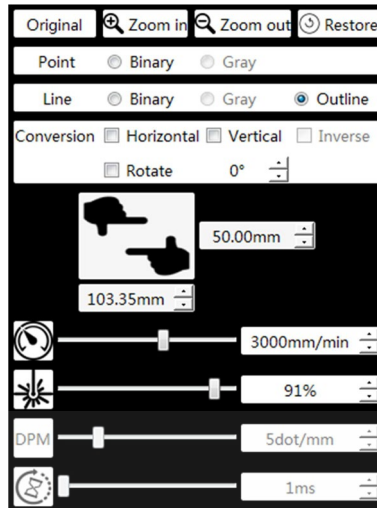 Original Zoom in Zoom out Restore
Point Binary Gray
Line Binary Gray Outline
Conversion Horizontal Vertical Inverse
Rotate 0°
50.00mm
103.35mm
3000mm/min
91%
DPM 5dot/mm
1ms